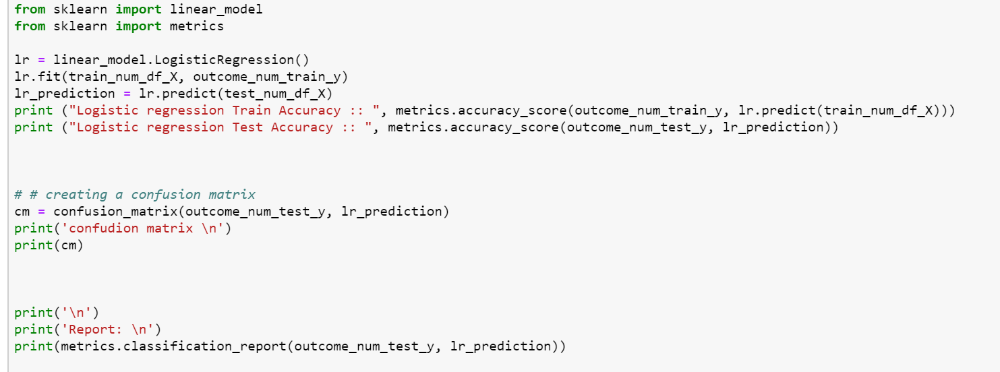 from sklearn import linear_model
from sklearn import metrics
lr = linear_model.LogisticRegression()
lr.fit(train_num_df_X, outcome_num_train_y)
lr_prediction = lr.predict(test_num_df_X)
print ("Logistic regression Train Accuracy :: ", metrics.accuracy_score(outcome_num_train_y, lr.predict(train_num_df_X)))
print ("Logistic regression Test Accuracy :: ", metrics.accuracy_score(outcome_num_test_y, lr_prediction))
# # creating a confusion matrix
cm = confusion_matrix(outcome_num_test_y, lr_prediction)
print('confudion matrix \n')
print(cm)
print('\n')
print('Report: \n')
print(metrics.classification_report(outcome_num_test_y, lr_prediction))